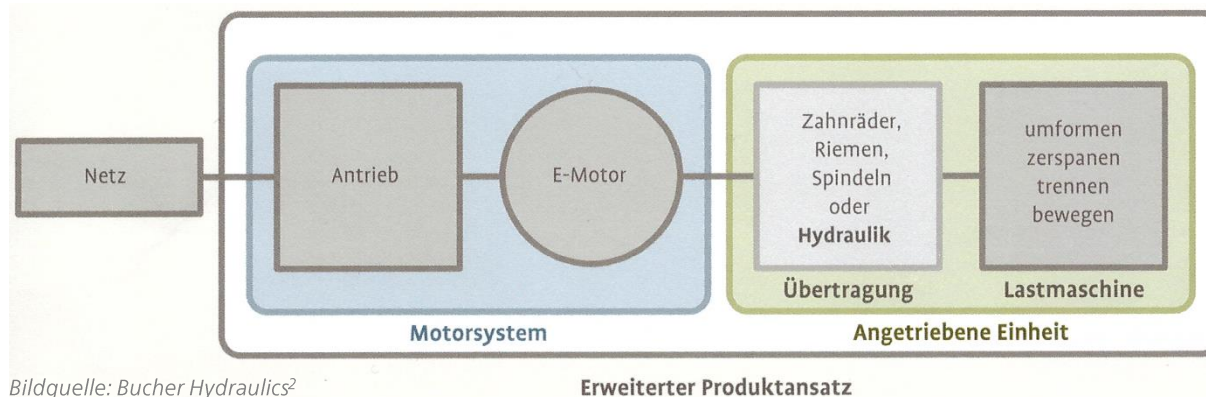 Netz
Antrieb
E-Motor
Zahnräder,
Riemen,
Spindeln
oder
Hydraulik
umformen
zerspanen
trennen
bewegen
Übertragung
Lastmaschine
Motorsystem
Angetriebene Einheit
Bildquelle: Bucher Hydraulics²
Erweiterter Produktansatz